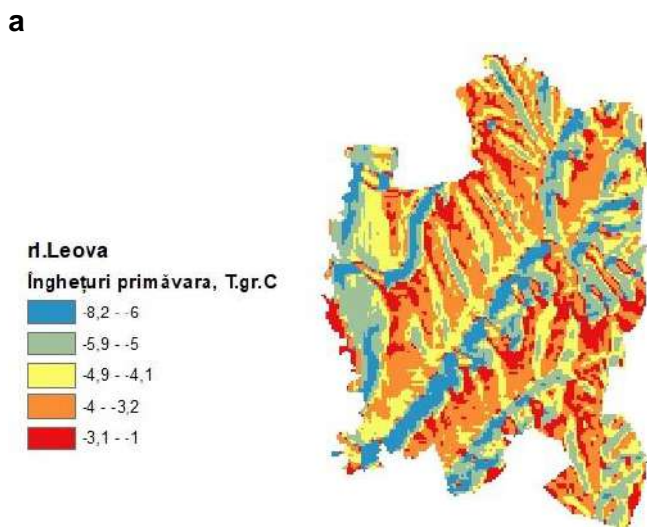 a
rl.Leova
Îngheţuri primăvara, T.gr.C
-8,2 - -6
-5,9 - -5
-4,9 - -4,1
-4 - -3,2
-3,1 - -1